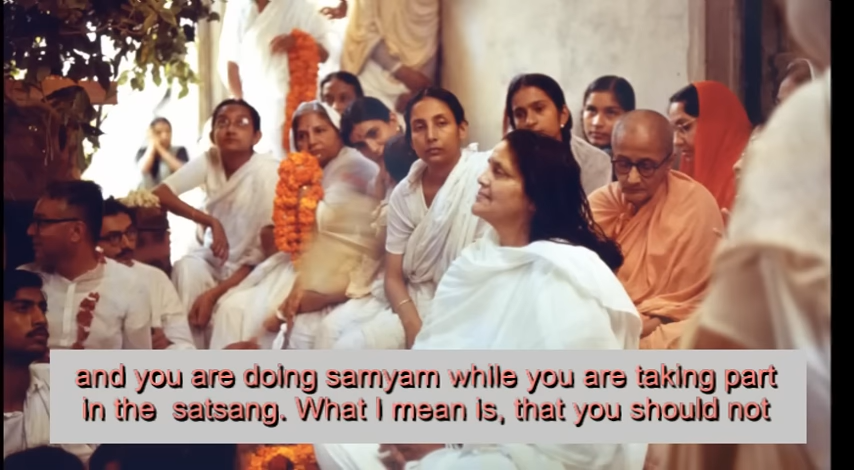 and you are doing samyam while you are taking part
in the satsang. What I mean is, that you should not